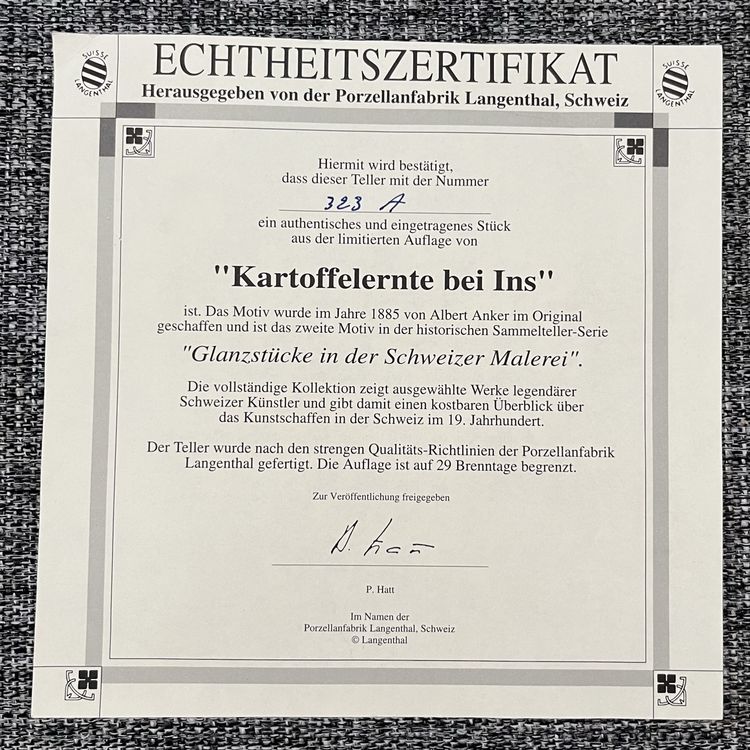 SUISSE
LANGENTHAL
ECHTHEITSZERTIFIKAT
SUISSE
LANGENTHAL
Herausgegeben von der Porzellanfabrik Langenthal, Schweiz
Hiermit wird bestätigt,
dass dieser Teller mit der Nummer
323 A
ein authentisches und eingetragenes Stück
aus der limitierten Auflage von
"Kartoffelernte bei Ins"
ist. Das Motiv wurde im Jahre 1885 von Albert Anker im Original
geschaffen und ist das zweite Motiv in der historischen Sammelteller-Serie
"Glanzstücke in der Schweizer Malerei".
Die vollständige Kollektion zeigt ausgewählte Werke legendärer
Schweizer Künstler und gibt damit einen kostbaren Überblick über
das Kunstschaffen in der Schweiz im 19. Jahrhundert.
Der Teller wurde nach den strengen Qualitäts-Richtlinien der Porzellanfabrik
Langenthal gefertigt. Die Auflage ist auf 29 Brenntage begrenzt.
Zur Veröffentlichung freigegeben
P. Hatt
Im Namen der
Porzellanfabrik Langenthal, Schweiz
© Langenthal